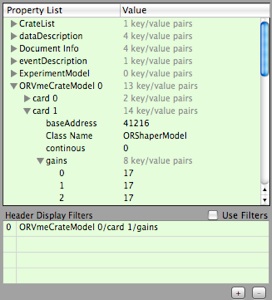 Property List Value
CrateList 1 key/value pairs
dataDescription 4 key/value pairs
Document Info 4 key/value pairs
eventDescription 1 key/value pairs
ExperimentModel 0 key/value pairs
ORVmeCrateModel 0 13 key/value pairs
card 0 2 key/value pairs
card 1 14 key/value pairs
baseAddress 41216
Class Name ORShaperModel
continous 0
gains 8 key/value pairs
0 17
1 17
2 17
Header Display Filters Use Filters
0 ORVmeCrateModel 0/card 1/gains
+ -